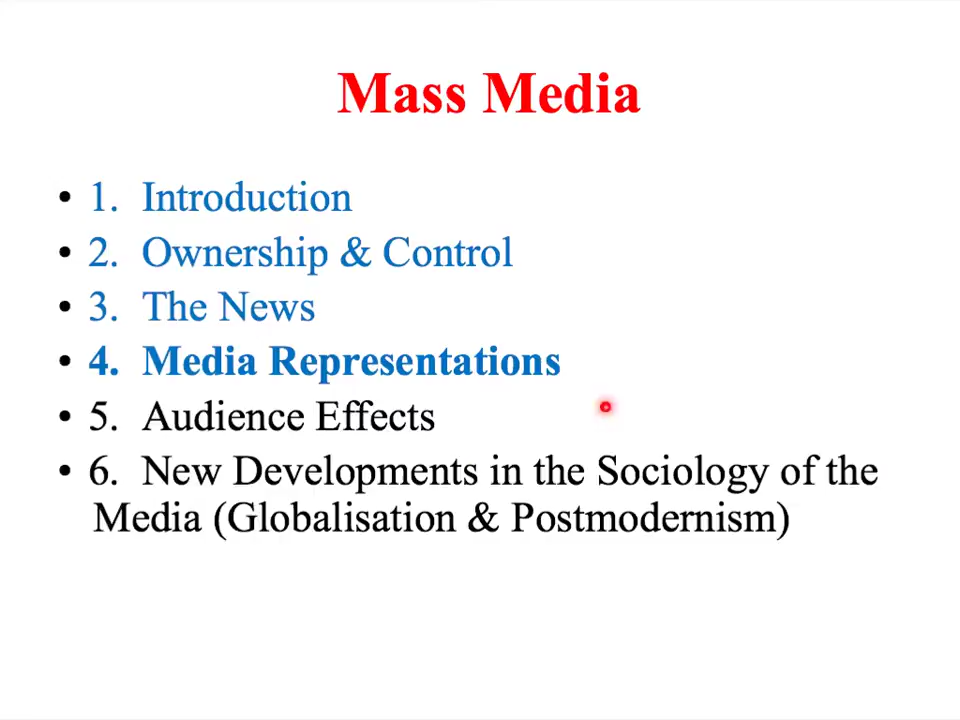 Mass Media
• 1. Introduction
• 2. Ownership & Control
• 3. The News
• 4. Media Representations
• 5. Audience Effects
• 6. New Developments in the Sociology of the
Media (Globalisation & Postmodernism)